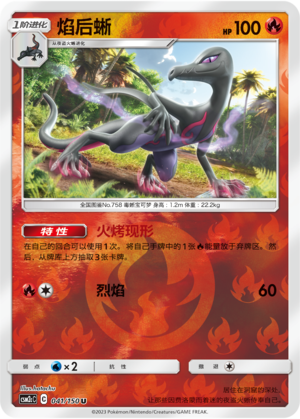 1阶进化
焰后蜥
HP 100
从夜盗火蜥进化
全国图鉴No.758 毒蜥宝可梦 身高：1.2m 体重：22.2kg
特性 火烤现形
在自己的回合可以使用1次。将自己手牌中的1张能量放于弃牌区。然后，从牌库上方抽取3张卡牌。
烈焰 60
弱点 ×2 抗性 撤退
CSM2c C G 041/150 U
©2023 Pokémon/Nintendo/Creatures/GAME FREAK.